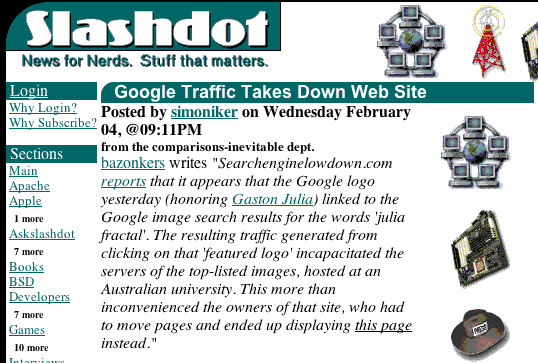 Slashdot
News for Nerds. Stuff that matters.
Login
Why Login?
Why Subscribe?
Sections
Main
Apache
Apple
1 more
Askslashdot
7 more
Books
BSD
Developers
7 more
Games
10 more
Interviews
Google Traffic Takes Down Web Site
Posted by simoniker on Wednesday February
04, @09:11PM
from the comparisons-inevitable dept.
bazonkers writes "Searchenginelowdown.com
reports that it appears that the Google logo
yesterday (honoring Gaston Julia) linked to the
Google image search results for the words 'julia
fractal'. The resulting traffic generated from
clicking on that 'featured logo' incapacitated the
servers of the top-listed images, hosted at an
Australian university. This more than
inconvenienced the owners of that site, who had
to move pages and ended up displaying this page
instead."
PRESS